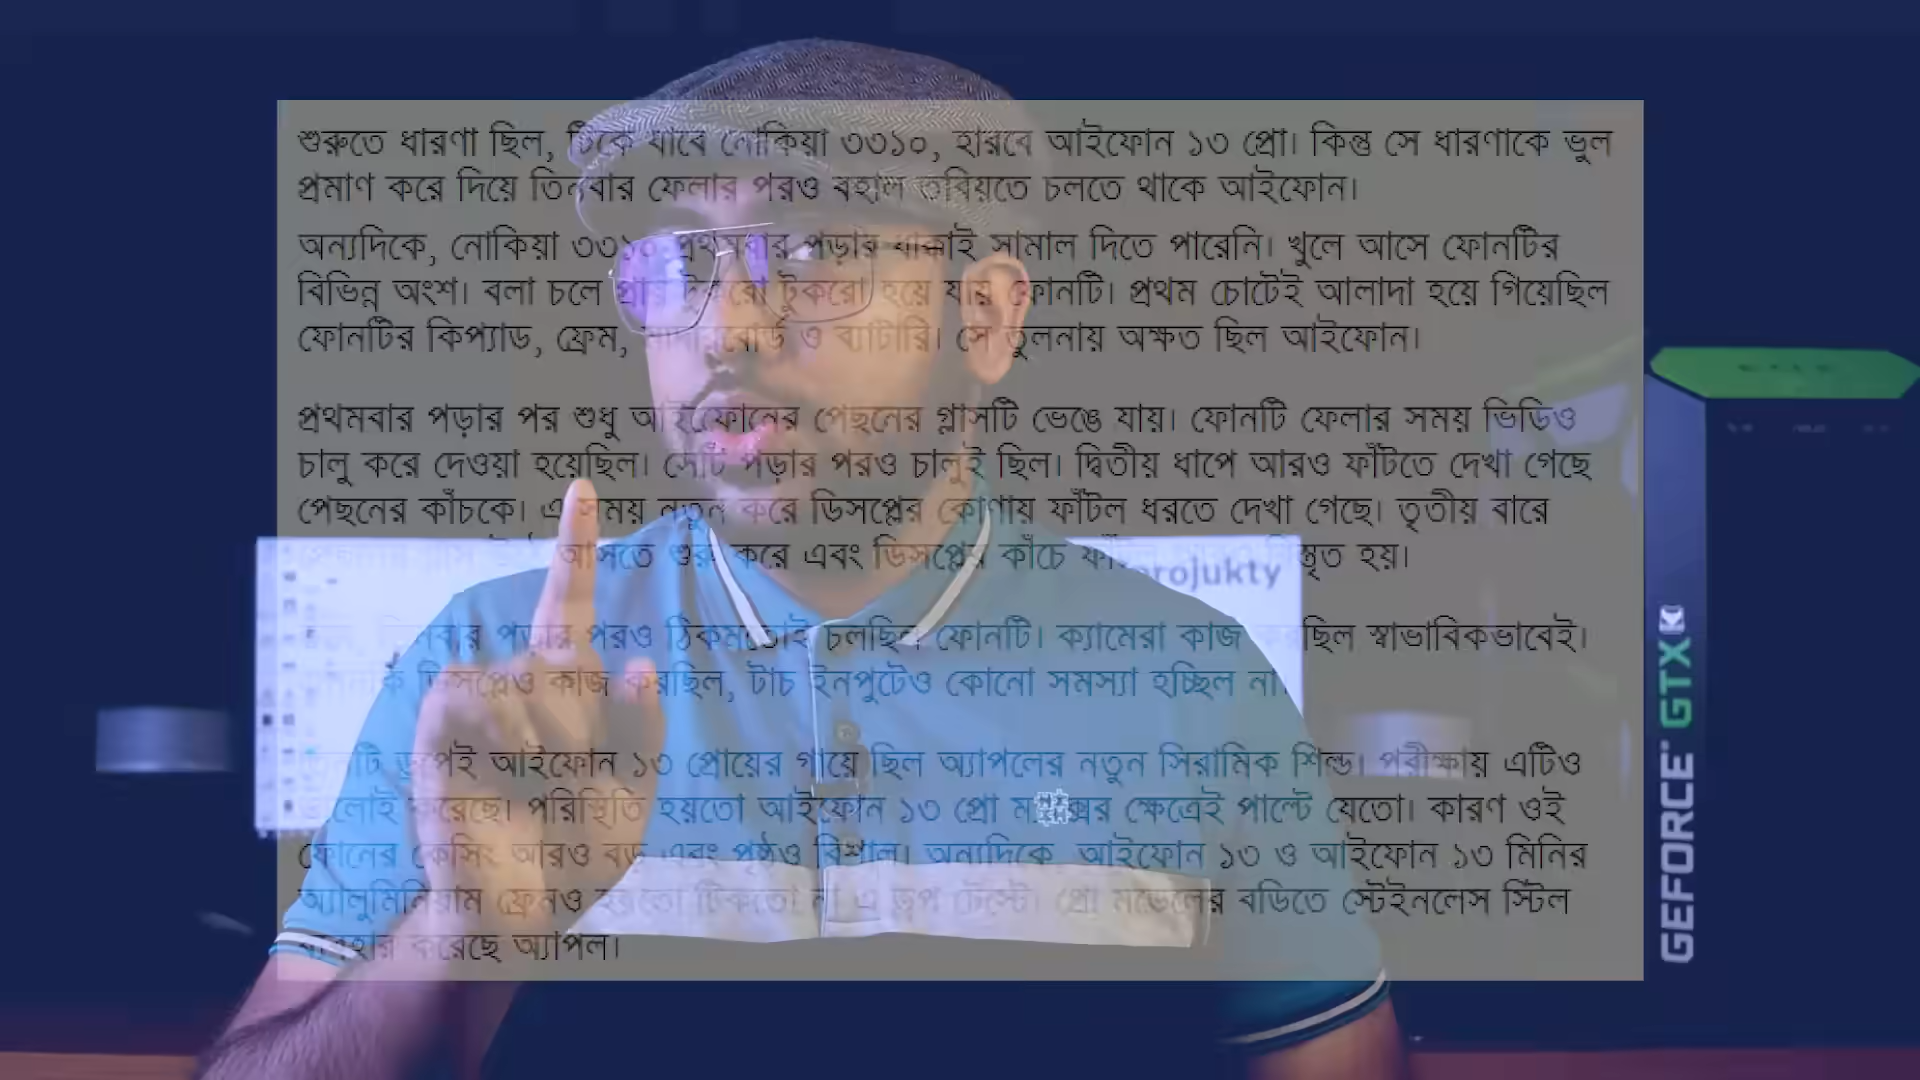 শুরুতে ধারণা ছিল, টিকে যাবে নোকিয়া ৩৩১০, হারবে আইফোন ১৩ প্রো। কিন্তু সে ধারণাকে ভুল
প্রমাণ করে দিয়ে তিনবার ফেলার পরও বহাল তবিয়তে চলতে থাকে আইফোন।
অন্যদিকে, নোকিয়া ৩৩১০ প্রথমবার পড়ার ধাক্কাই সামাল দিতে পারেনি। খুলে আসে ফোনটির
বিভিন্ন অংশ। বলা চলে প্রায় টুকরো টুকরো হয়ে যায় ফোনটি। প্রথম চোটেই আলাদা হয়ে গিয়েছিল
ফোনটির কিপ্যাড, ফ্রেম, মাদারবোর্ড ও ব্যাটারি। সে তুলনায় অক্ষত ছিল আইফোন।
প্রথমবার পড়ার পর শুধু আইফোনের পেছনের গ্লাসটি ভেঙে যায়। ফোনটি ফেলার সময় ভিডিও
চালু করে দেওয়া হয়েছিল। সেটি পড়ার পরও চালুই ছিল। দ্বিতীয় ধাপে আরও ফাঁটতে দেখা গেছে
পেছনের কাঁচকে। এ সময় নতুন করে ডিসপ্লের কোণায় ফাঁটল ধরতে দেখা গেছে। তৃতীয় বারে
আসতে শুরু করে এবং ডিসপ্লের কাঁচে ফাঁটল বিস্তৃত হয়।
projukty
পড়ার পরও ঠিকমতোই চলছিল ফোনটি। ক্যামেরা কাজ করছিল স্বাভাবিকভাবেই।
ডিসপ্লেও কাজ করছিল, টাচ ইনপুটেও কোনো সমস্যা হচ্ছিল না।
ড্রপেই আইফোন ১৩ প্রোয়ের গায়ে ছিল অ্যাপলের নতুন সিরামিক শিল্ড। পরীক্ষায় এটিও
ভালোই করেছে। পরিস্থিতি হয়তো আইফোন ১৩ প্রো ম্যাক্সের ক্ষেত্রেই পাল্টে যেতো। কারণ ওই
ফোনের কেসিং আরও বড় এবং পৃষ্ঠও বিশাল। অন্যদিকে, আইফোন ১৩ ও আইফোন ১৩ মিনির
অ্যালুমিনিয়াম ফ্রেমও হয়তো টিকতো না এ ড্রপ টেস্টে। প্রো মডেলের বডিতে স্টেইনলেস স্টিল
ব্যবহার করেছে অ্যাপল।
GEFORCE GTX